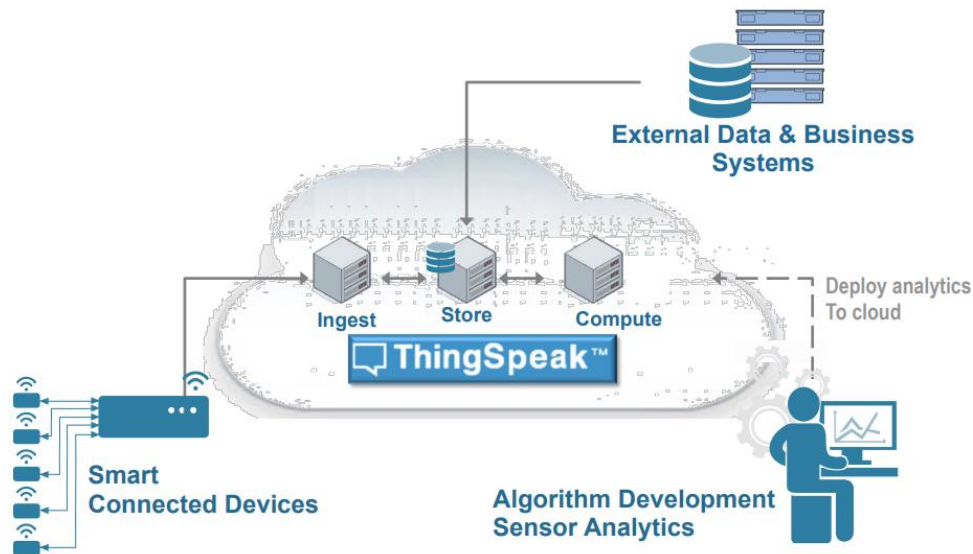 External Data & Business
Systems
Ingest
Store
Compute
ThingSpeak™
Deploy analytics
To cloud
Smart
Connected Devices
Algorithm Development
Sensor Analytics